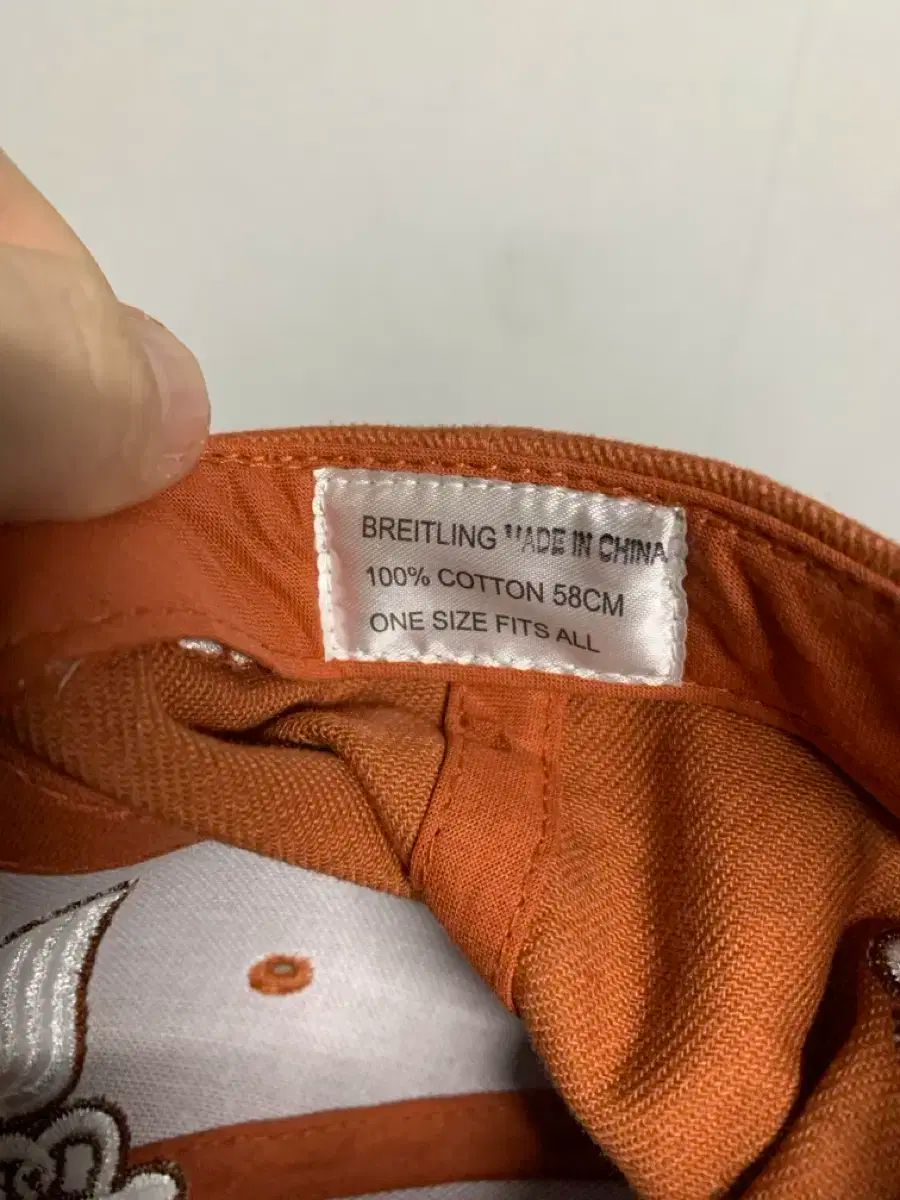 BREITLING MADE IN CHINA
100% COTTON 58CM
ONE SIZE FITS ALL